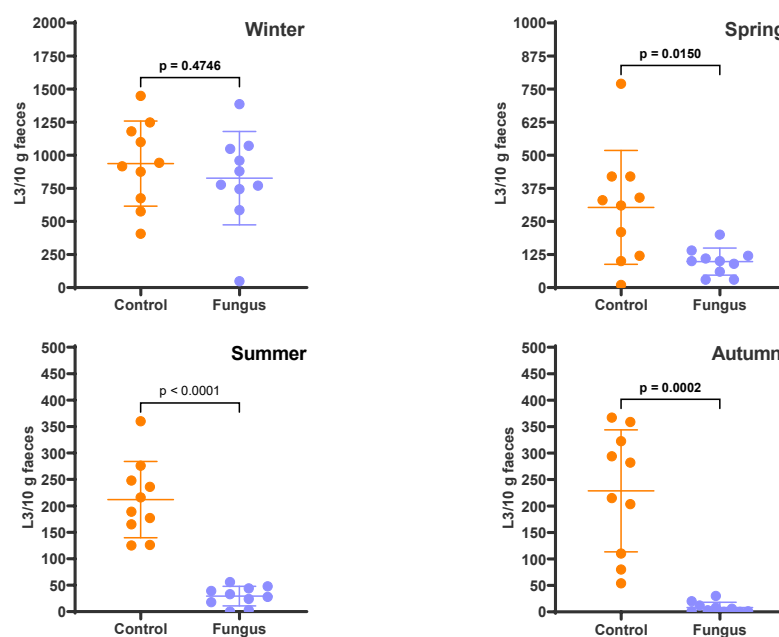 Winter
p = 0.4746
L3/10 g faeces
2000
1750
1500
1250
1000
750
500
250
0
Control Fungus
Spring
p = 0.0150
L3/10 g faeces
1000
875
750
625
500
375
250
125
0
Control Fungus
Summer
p < 0.0001
L3/10 g faeces
500
450
400
350
300
250
200
150
100
50
0
Control Fungus
Autumn
p = 0.0002
L3/10 g faeces
500
450
400
350
300
250
200
150
100
50
0
Control Fungus